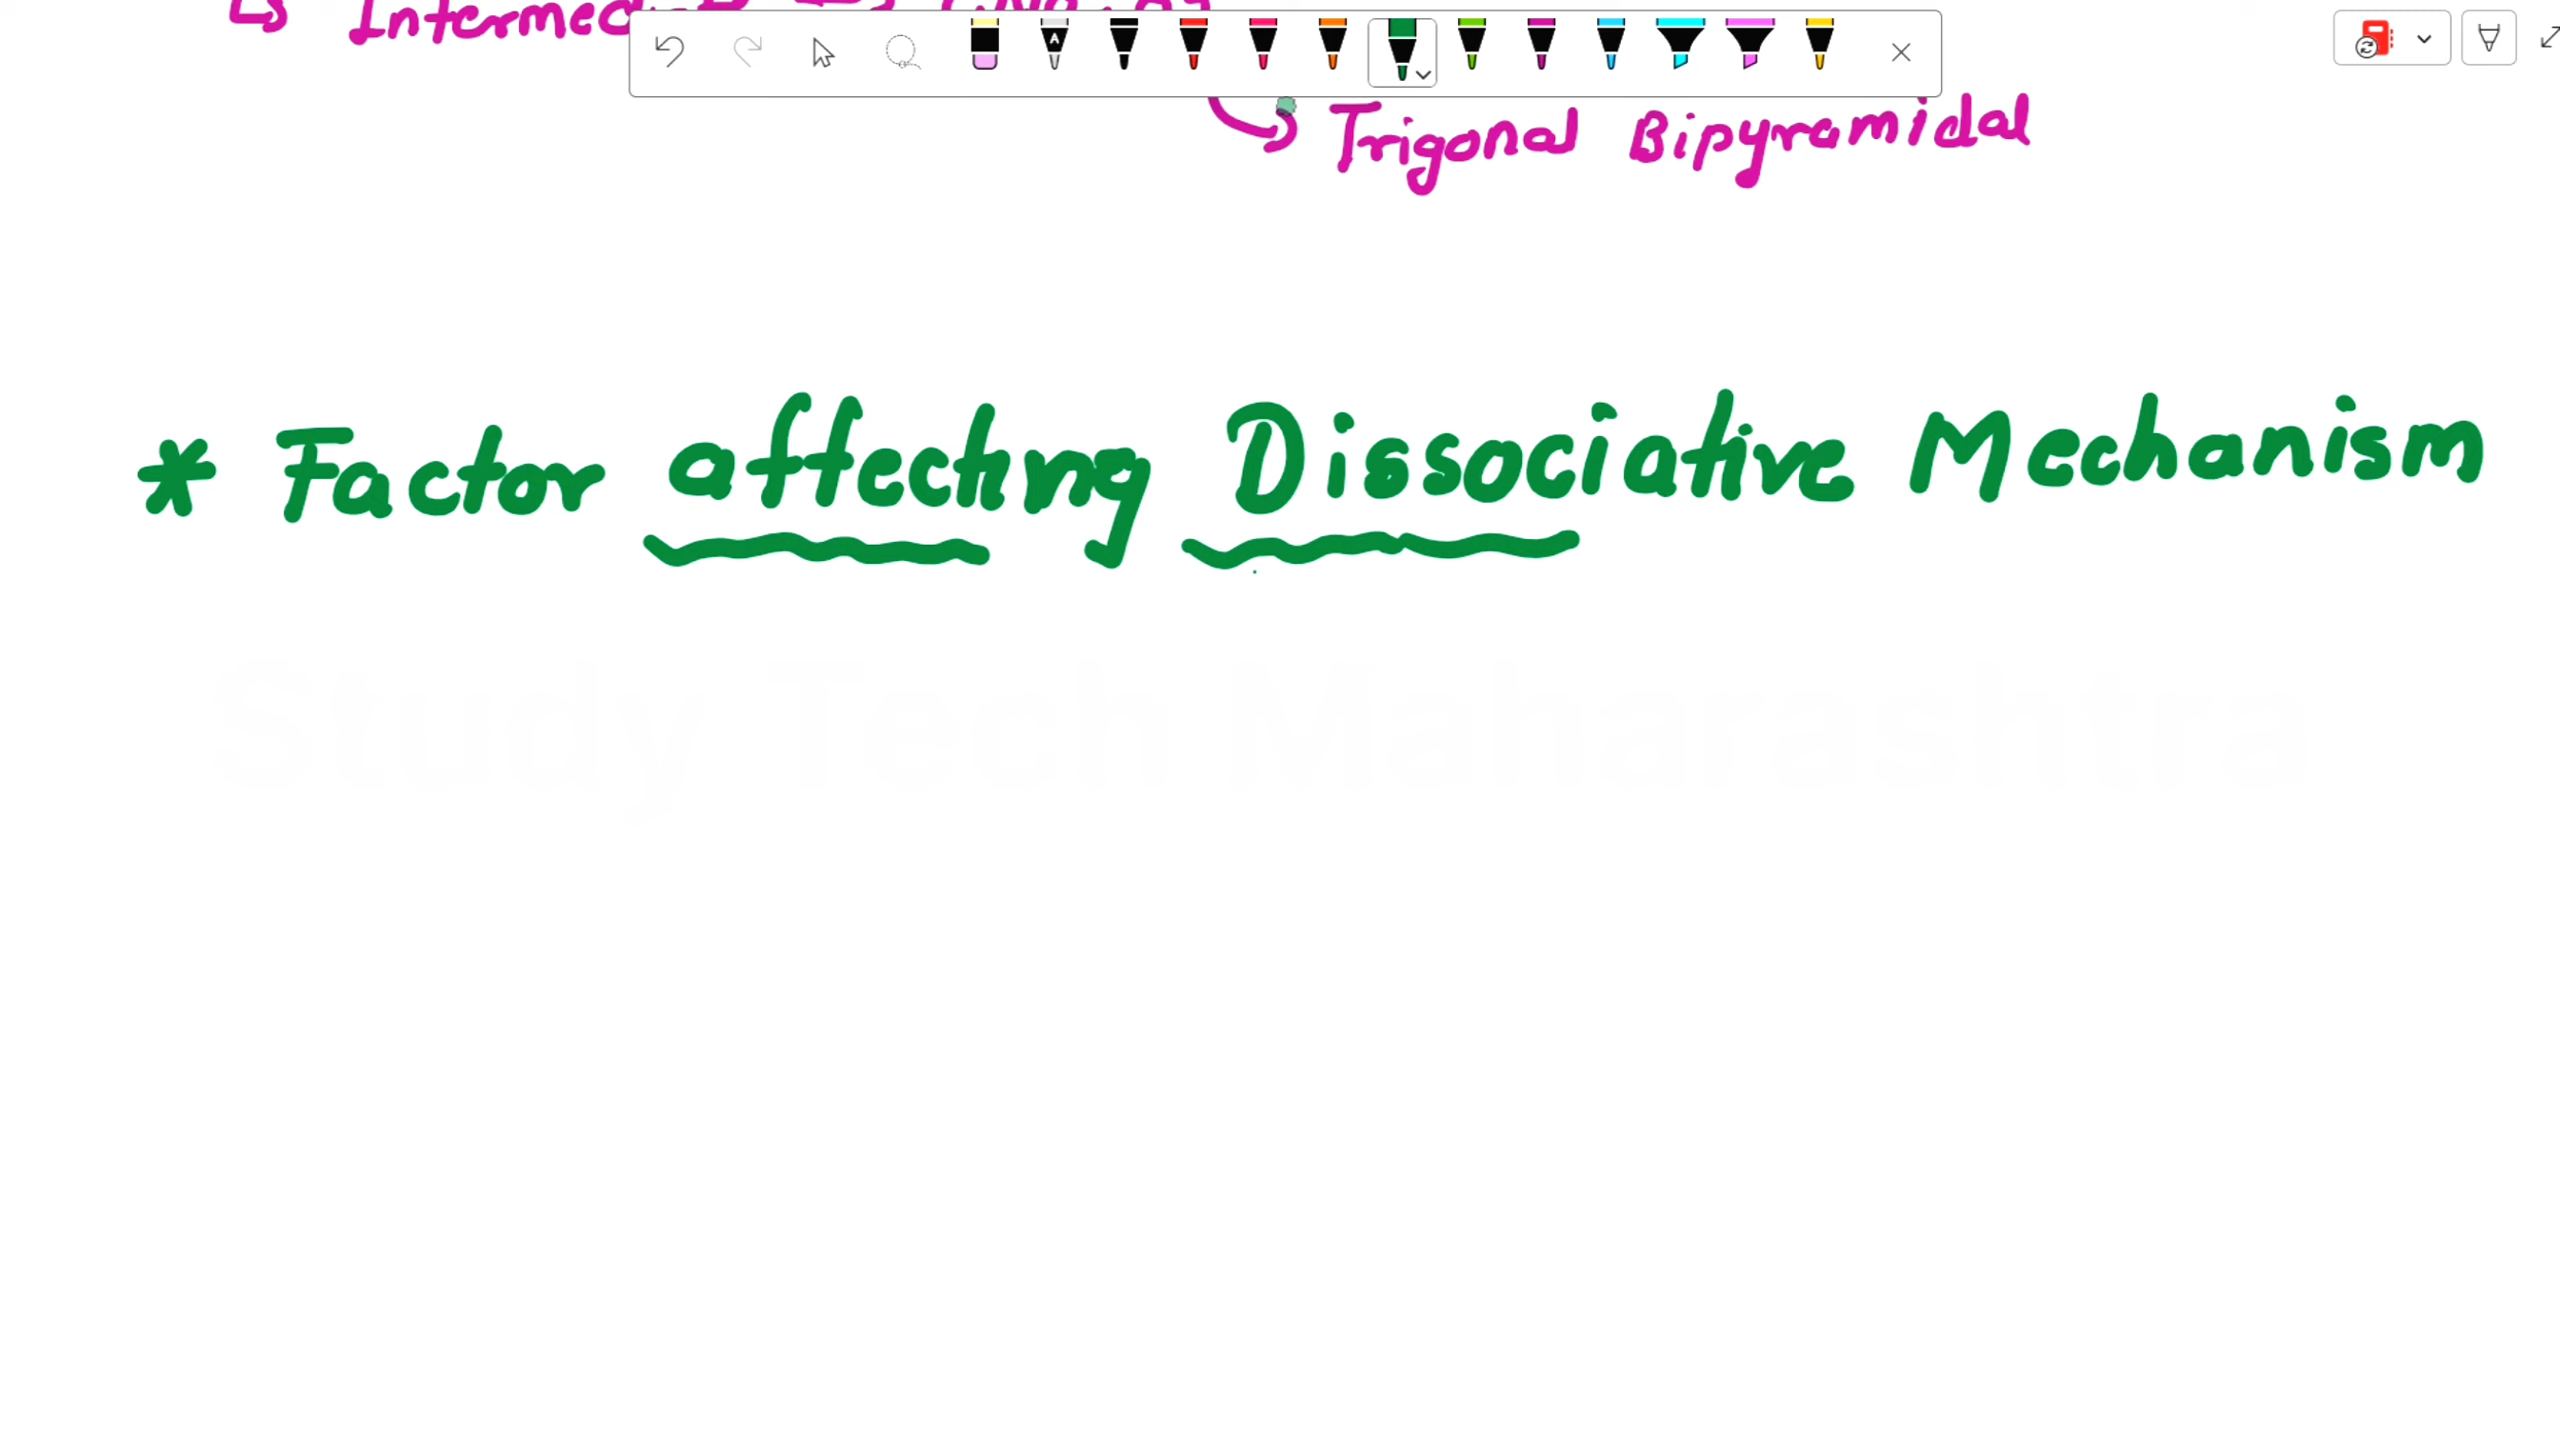 Trigonal Bipyramidal
* Factor affecting Dissociative Mechanism
Study Tech Maharashtra